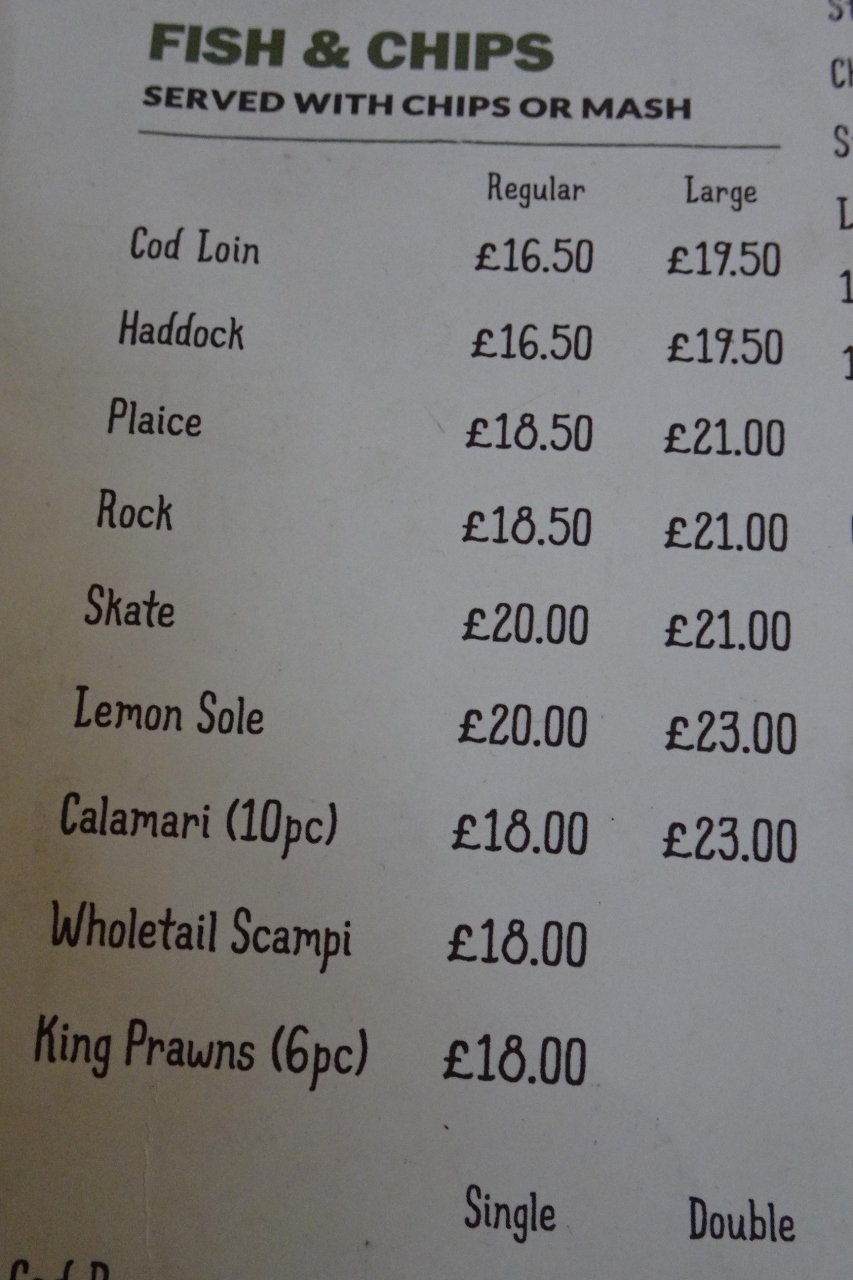 FISH & CHIPS
SERVED WITH CHIPS OR MASH
Regular Large
Cod Loin £16.50 £19.50
Haddock £16.50 £19.50
Plaice £18.50 £21.00
Rock £18.50 £21.00
Skate £20.00 £21.00
Lemon Sole £20.00 £23.00
Calamari (10pc) £18.00 £23.00
Wholetail Scampi £18.00
King Prawns (6pc) £18.00
Single Double